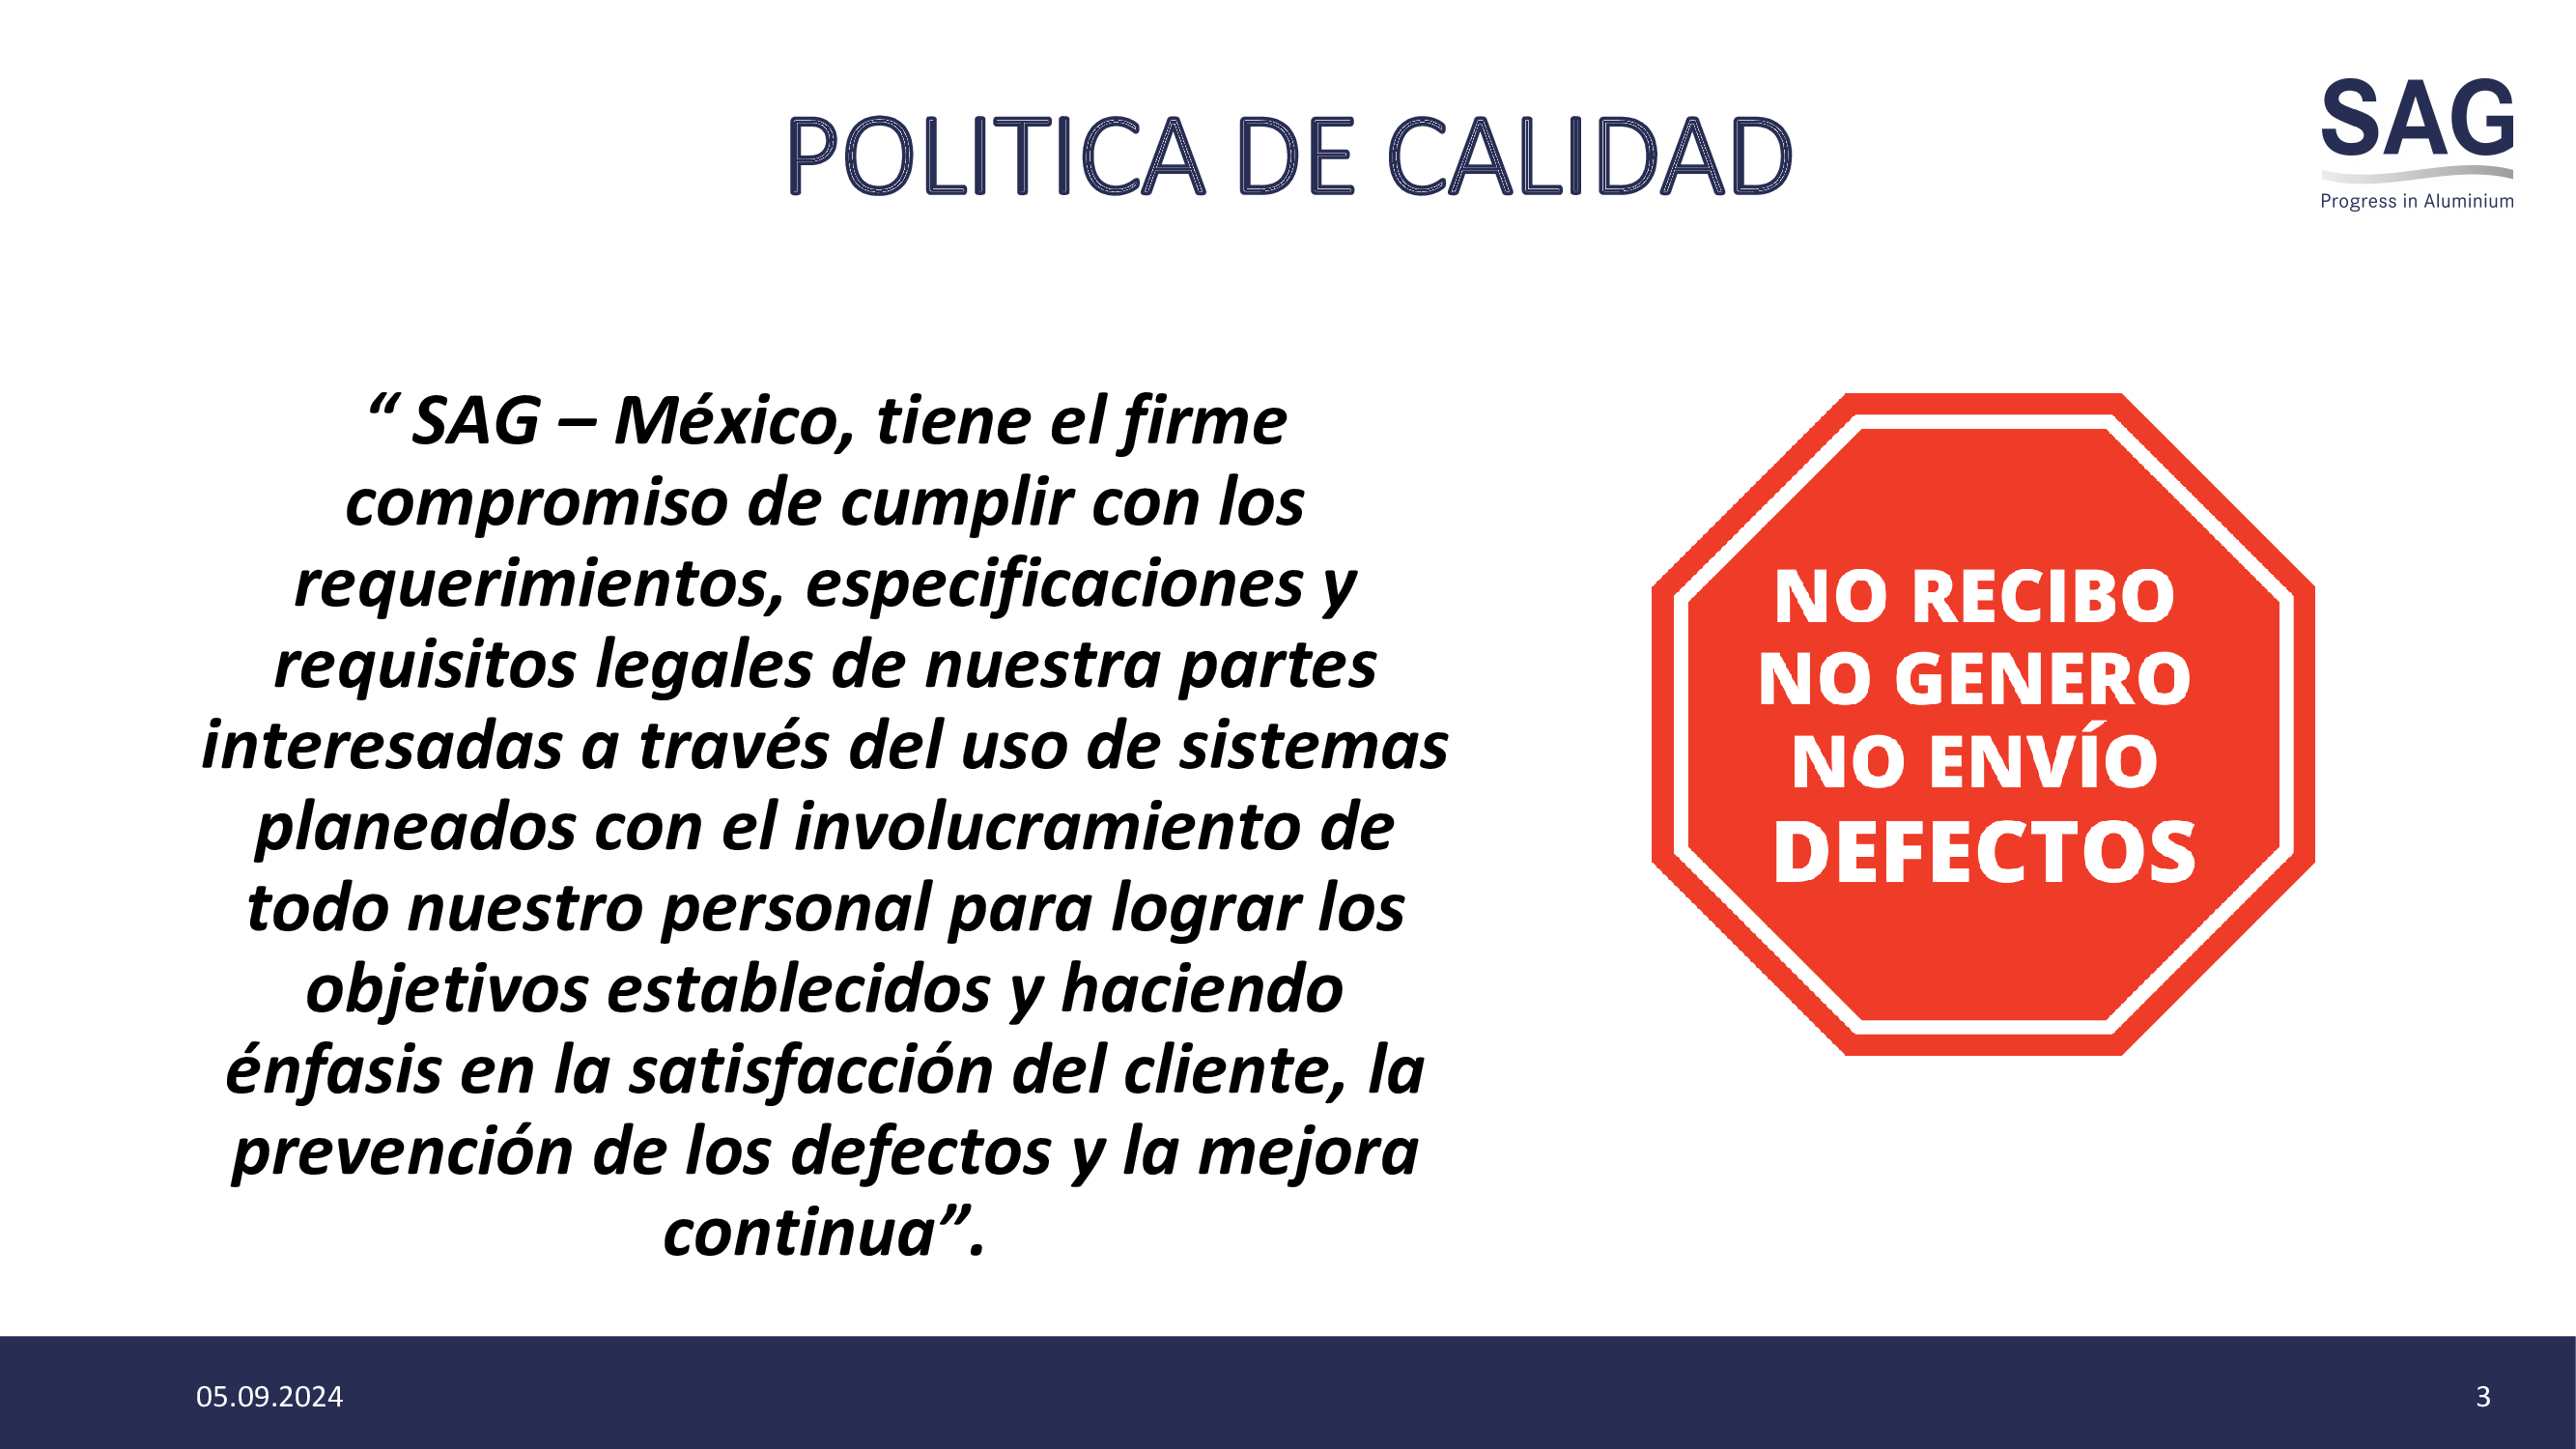 POLITICA DE CALIDAD
SAG
Progress in Aluminium
“ SAG – México, tiene el firme
compromiso de cumplir con los
requerimientos, especificaciones y
requisitos legales de nuestra partes
interesadas a través del uso de sistemas
planeados con el involucramiento de
todo nuestro personal para lograr los
objetivos establecidos y haciendo
énfasis en la satisfacción del cliente, la
prevención de los defectos y la mejora
continua”.
NO RECIBO
NO GENERO
NO ENVÍO
DEFECTOS
05.09.2024
3